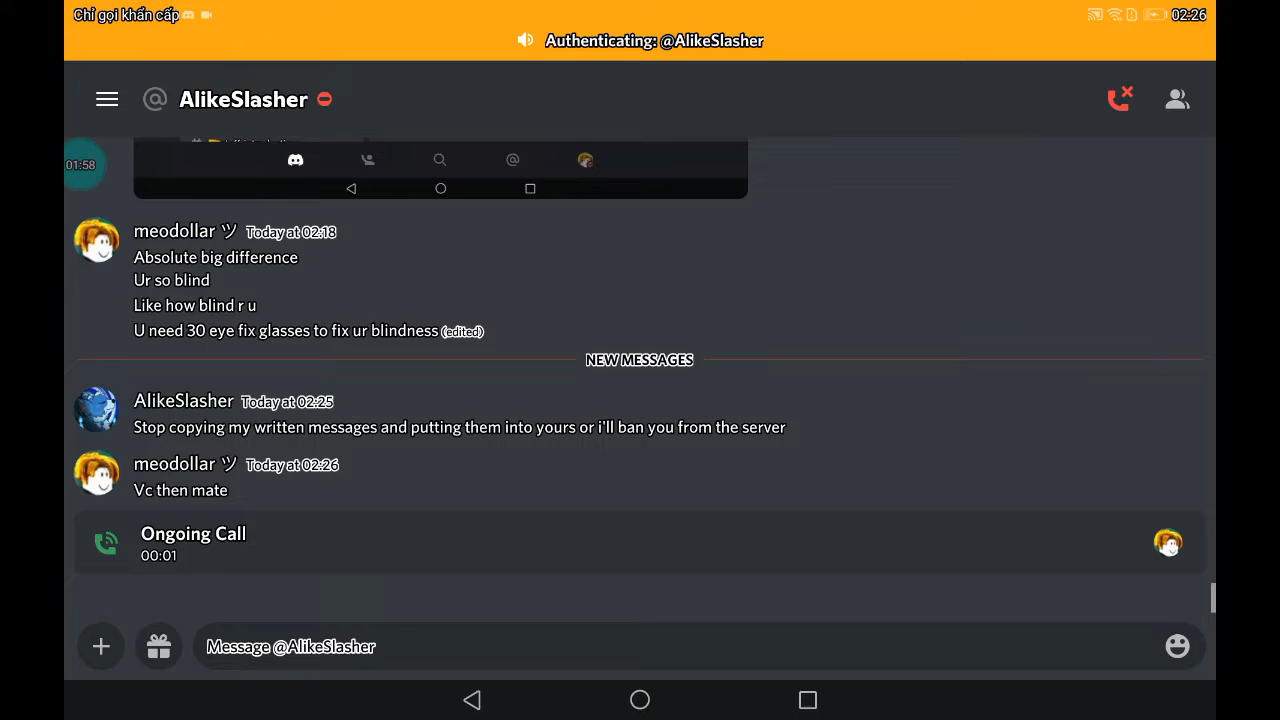 Chỉ gọi khẩn cấp
02:26
Authenticating: @AlikeSlasher
@ AlikeSlasher
01:58
meodollar ツ Today at 02:18
Absolute big difference
Ur so blind
Like how blind r u
U need 30 eye fix glasses to fix ur blindness (edited)
NEW MESSAGES
AlikeSlasher Today at 02:25
Stop copying my written messages and putting them into yours or i'll ban you from the server
meodollar ツ Today at 02:26
Vc then mate
Ongoing Call
00:01
Message @AlikeSlasher